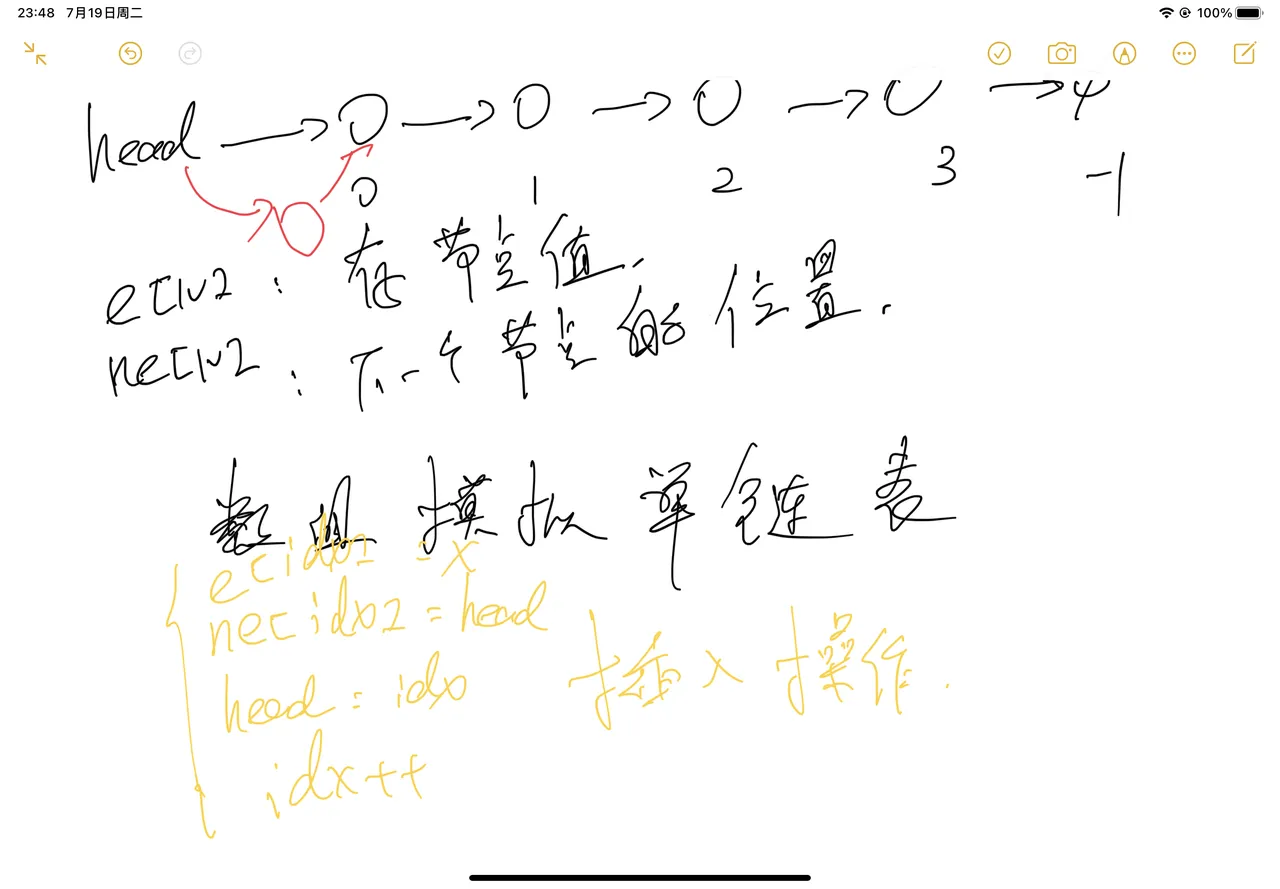 23:48 7月19日周二 100%
head → 0 → 0 → 0 → 0 → φ
0 1 2 3 -1
e[N]: 存节点值.
ne[N]: 下一个节点的位置.
数组模拟单链表
e[idx] = x
ne[idx] = head
head = idx 插入操作.
idx++